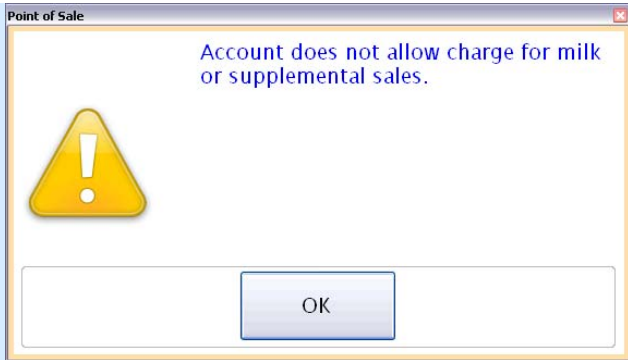 Point of Sale
Account does not allow charge for milk
or supplemental sales.
OK